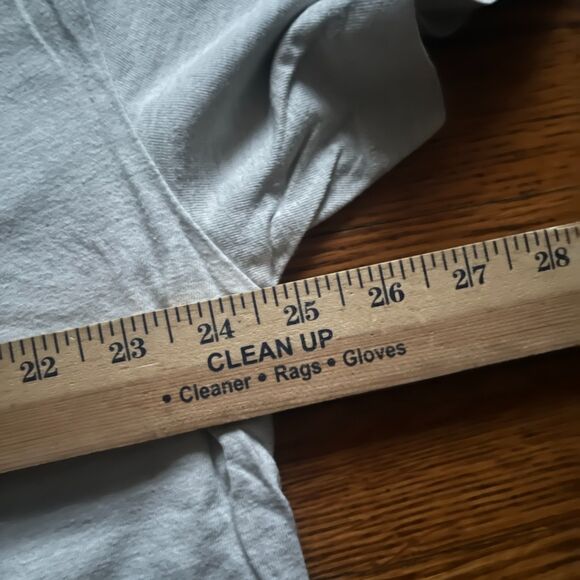 22 23 24 25 26 27 28
CLEAN UP
• Cleaner • Rags • Gloves